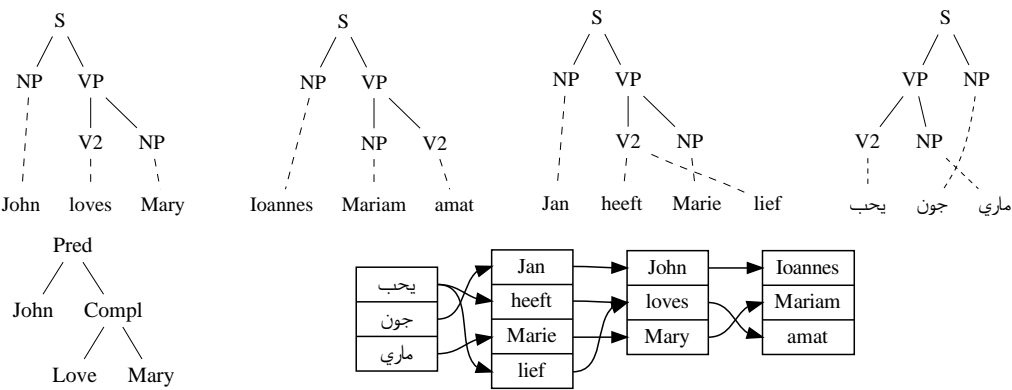 S S S S
NP VP NP VP NP VP VP NP
V2 NP NP V2 V2 NP V2 NP
John loves Mary Ioannes Mariam amat Jan heeft Marie lief يحب جون ماري
Pred
John Compl
Love Mary
يحب
جون
ماري
Jan
heeft
Marie
lief
John
loves
Mary
Ioannes
Mariam
amat